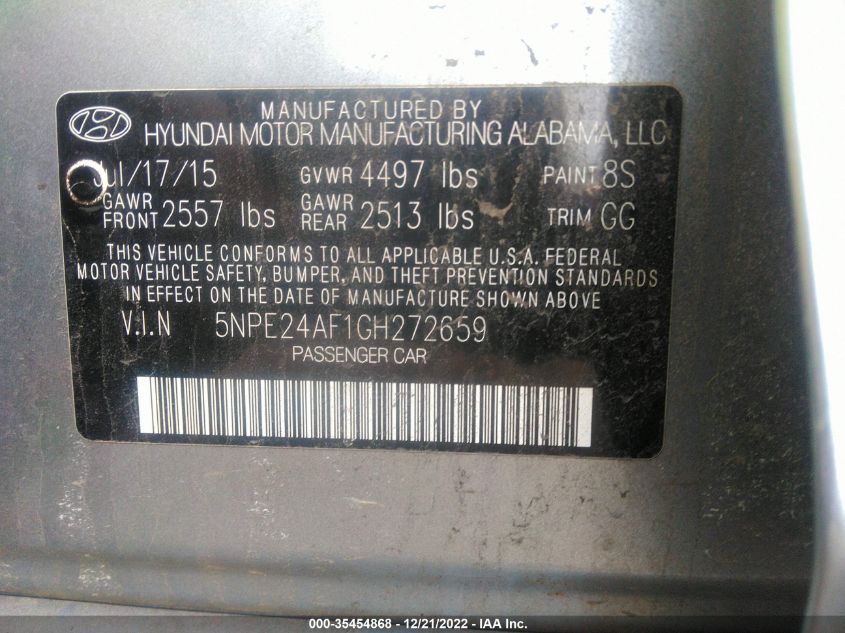 MANUFACTURED BY
HYUNDAI MOTOR MANUFACTURING ALABAMA, LLC
Jul/17/15 GVWR 4497 lbs PAINT 8S
GAWR FRONT 2557 lbs GAWR REAR 2513 lbs TRIM GG
THIS VEHICLE CONFORMS TO ALL APPLICABLE U.S.A. FEDERAL
MOTOR VEHICLE SAFETY, BUMPER, AND THEFT PREVENTION STANDARDS
IN EFFECT ON THE DATE OF MANUFACTURE SHOWN ABOVE
V.I.N 5NPE24AF1GH272659
PASSENGER CAR
000-35454868 - 12/21/2022 - IAA Inc.